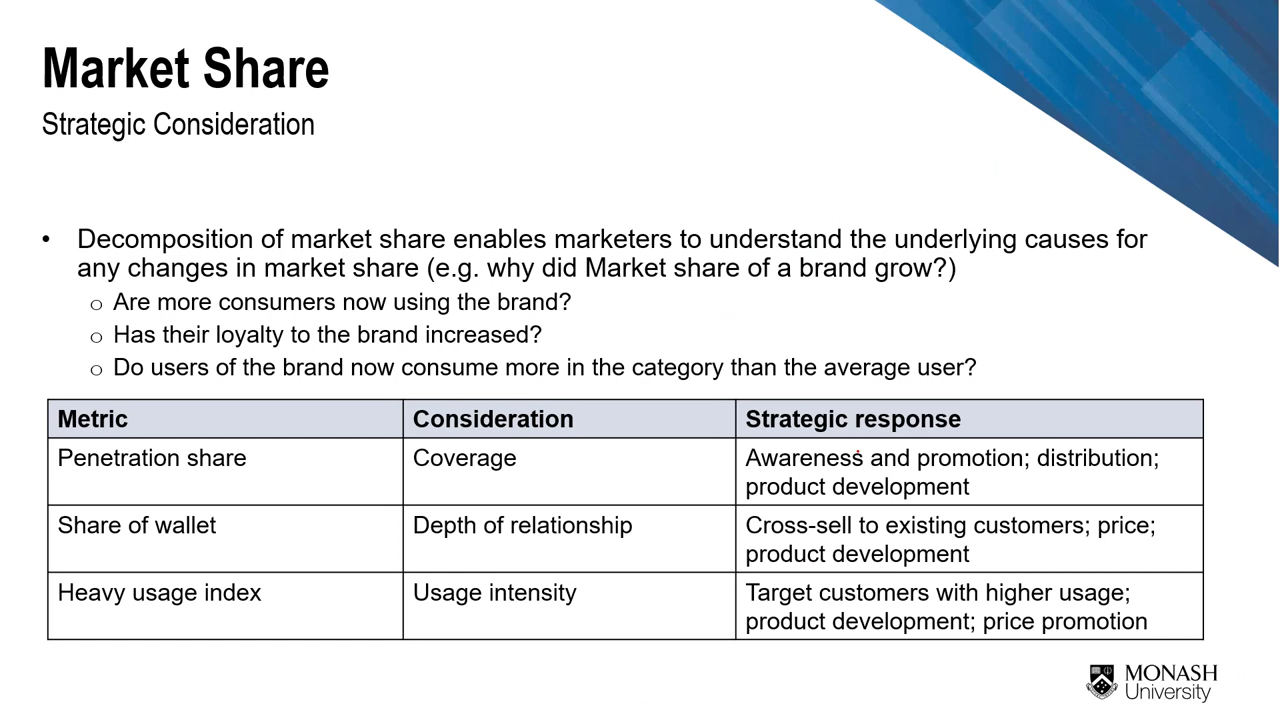 Market Share
Strategic Consideration
• Decomposition of market share enables marketers to understand the underlying causes for
any changes in market share (e.g. why did Market share of a brand grow?)
o Are more consumers now using the brand?
o Has their loyalty to the brand increased?
o Do users of the brand now consume more in the category than the average user?
Metric Consideration Strategic response
Penetration share Coverage Awareness and promotion; distribution;
product development
Share of wallet Depth of relationship Cross-sell to existing customers; price;
product development
Heavy usage index Usage intensity Target customers with higher usage;
product development; price promotion
MONASH
University